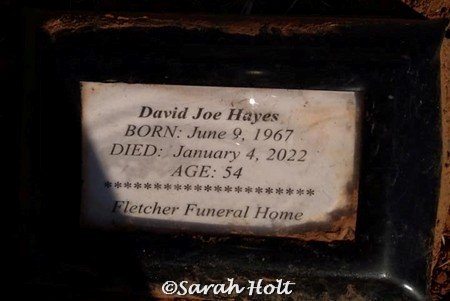 David Joe Hayes
BORN: June 9, 1967
DIED: January 4, 2022
AGE: 54
*********************
Fletcher Funeral Home
©Sarah Holt